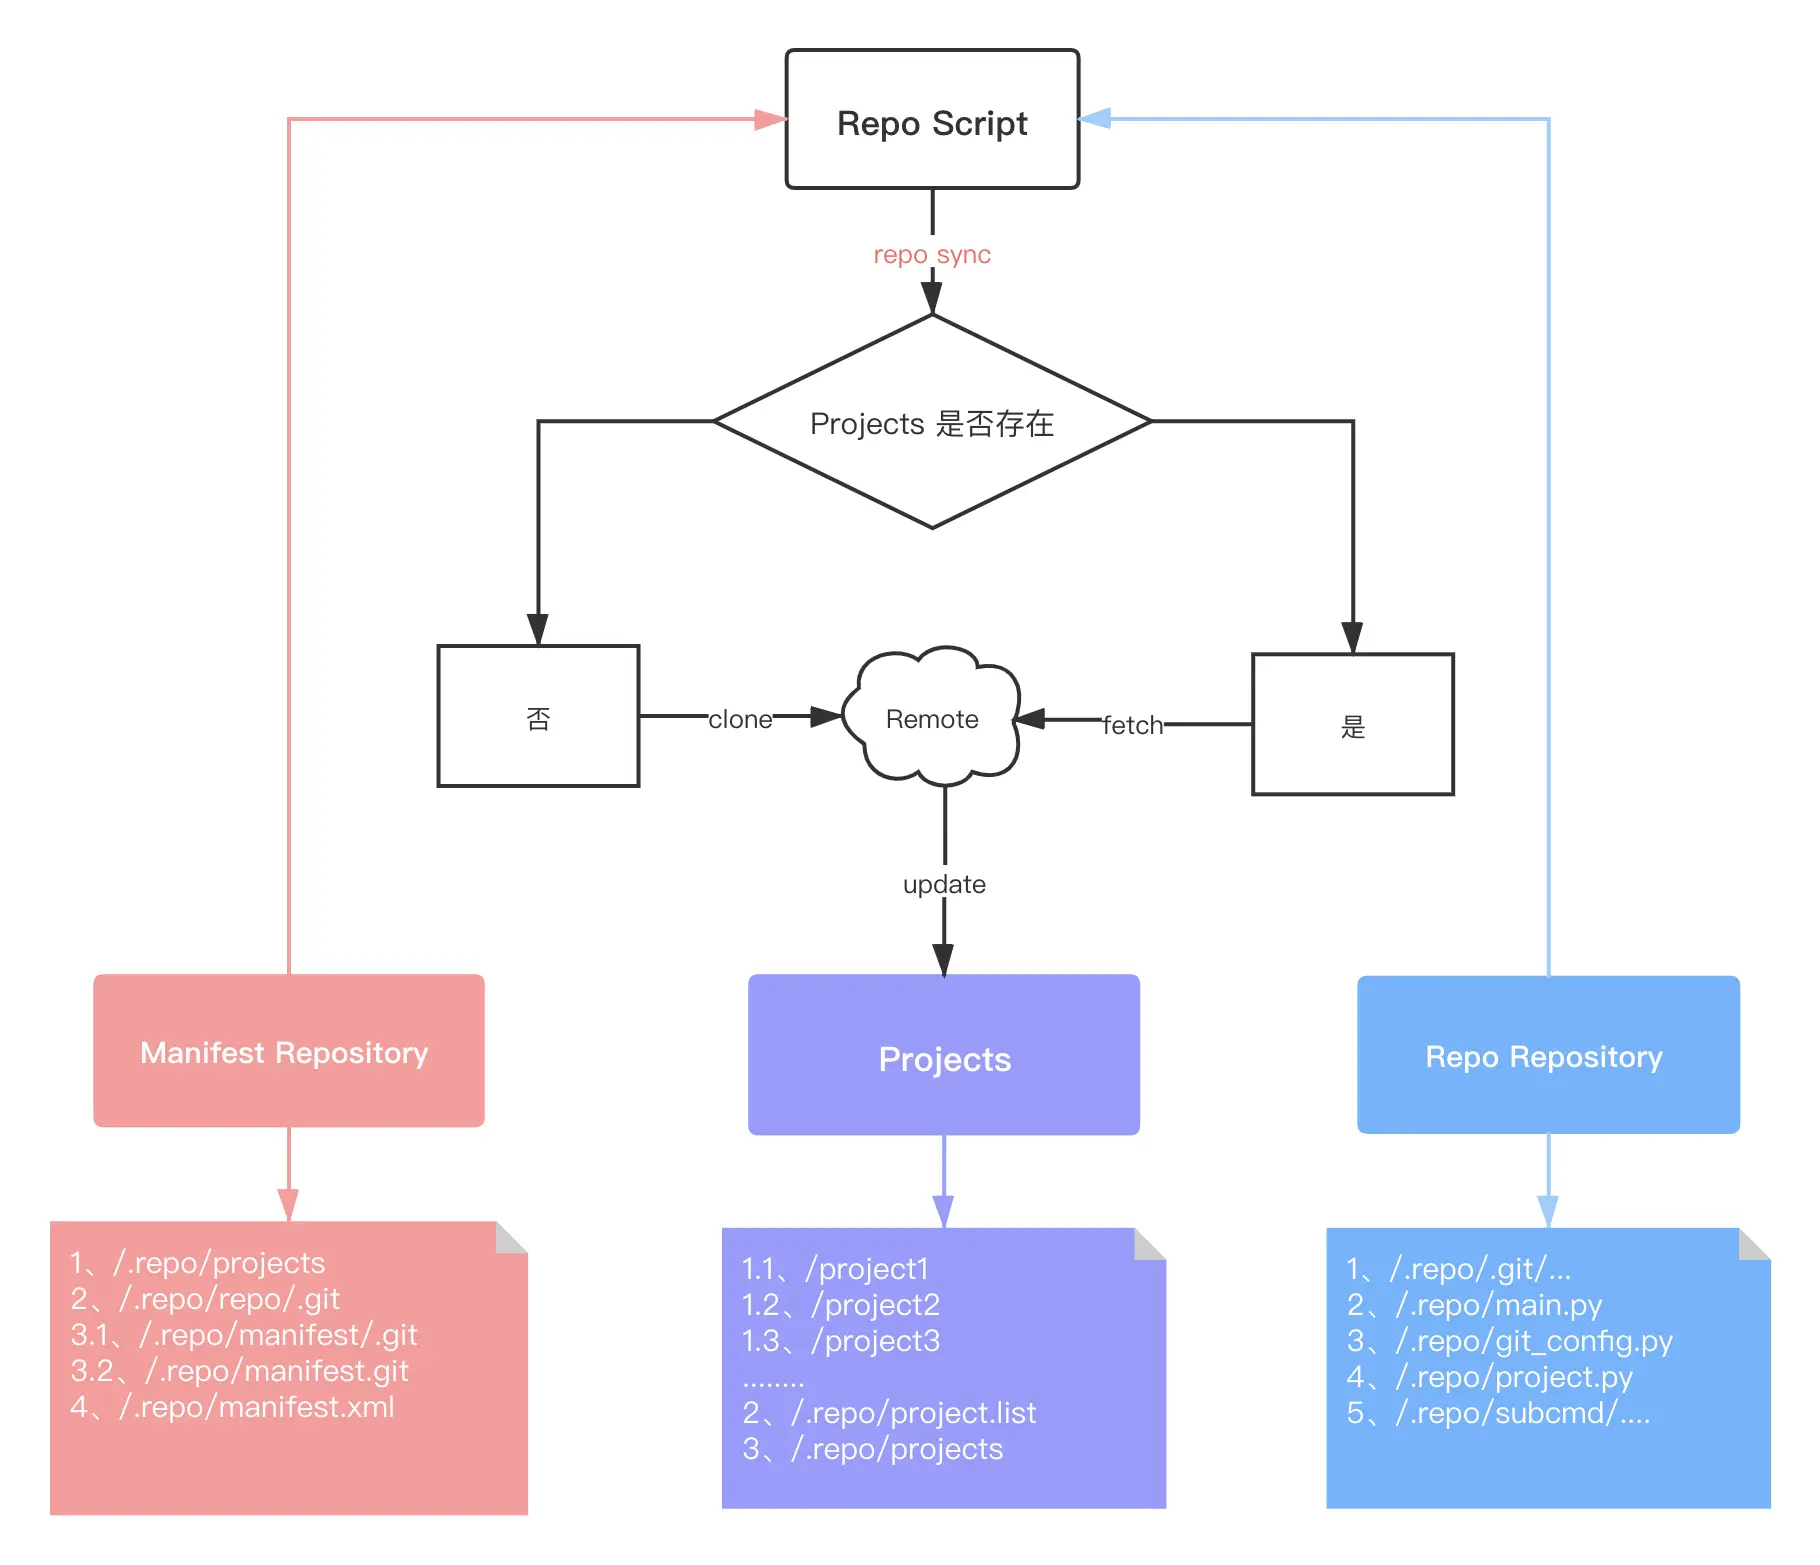 Repo Script
repo sync
Projects 是否存在
否
clone
Remote
fetch
是
update
Manifest Repository
Projects
Repo Repository
1、/.repo/projects
2、/.repo/repo/.git
3.1、/.repo/manifest/.git
3.2、/.repo/manifest.git
4、/.repo/manifest.xml
1.1、/project1
1.2、/project2
1.3、/project3
........
2、/.repo/project.list
3、/.repo/projects
1、/.repo/.git/...
2、/.repo/main.py
3、/.repo/git_config.py
4、/.repo/project.py
5、/.repo/subcmd/....